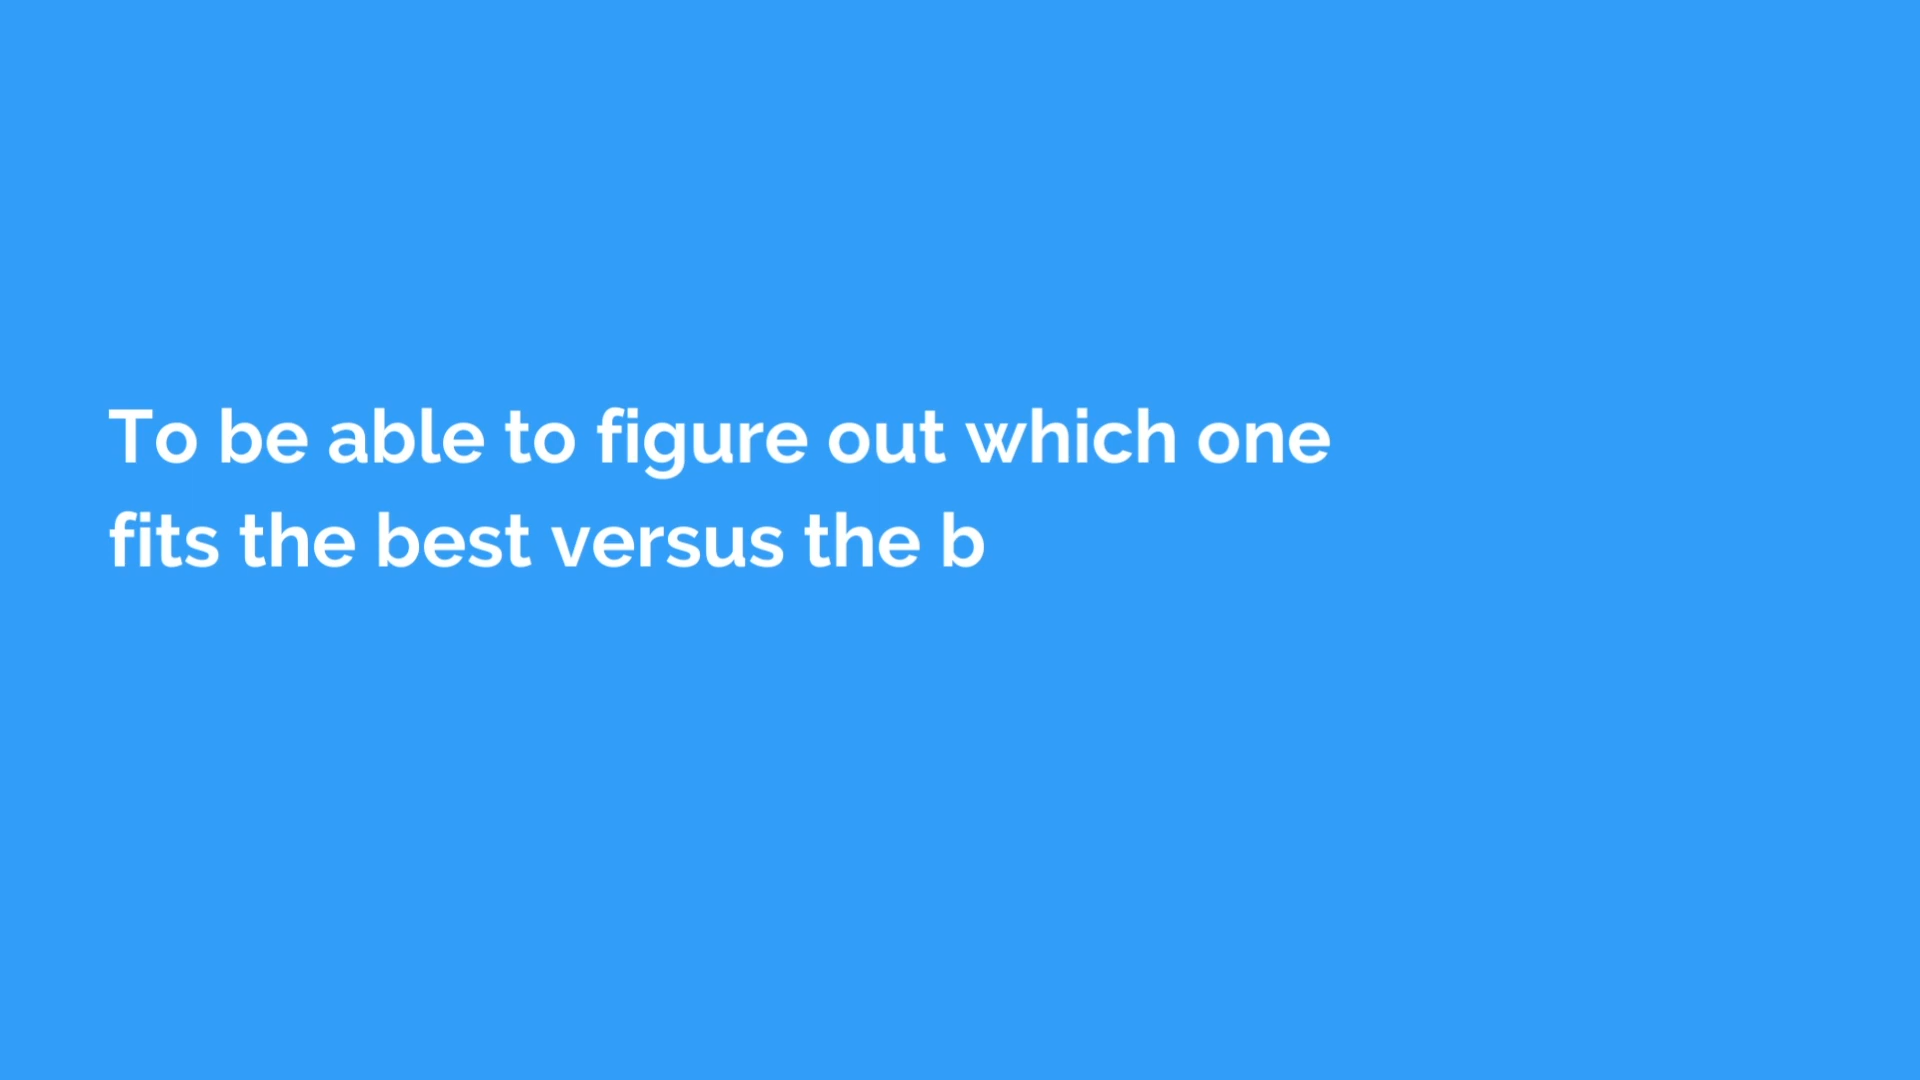 To be able to figure out which one
fits the best versus the b